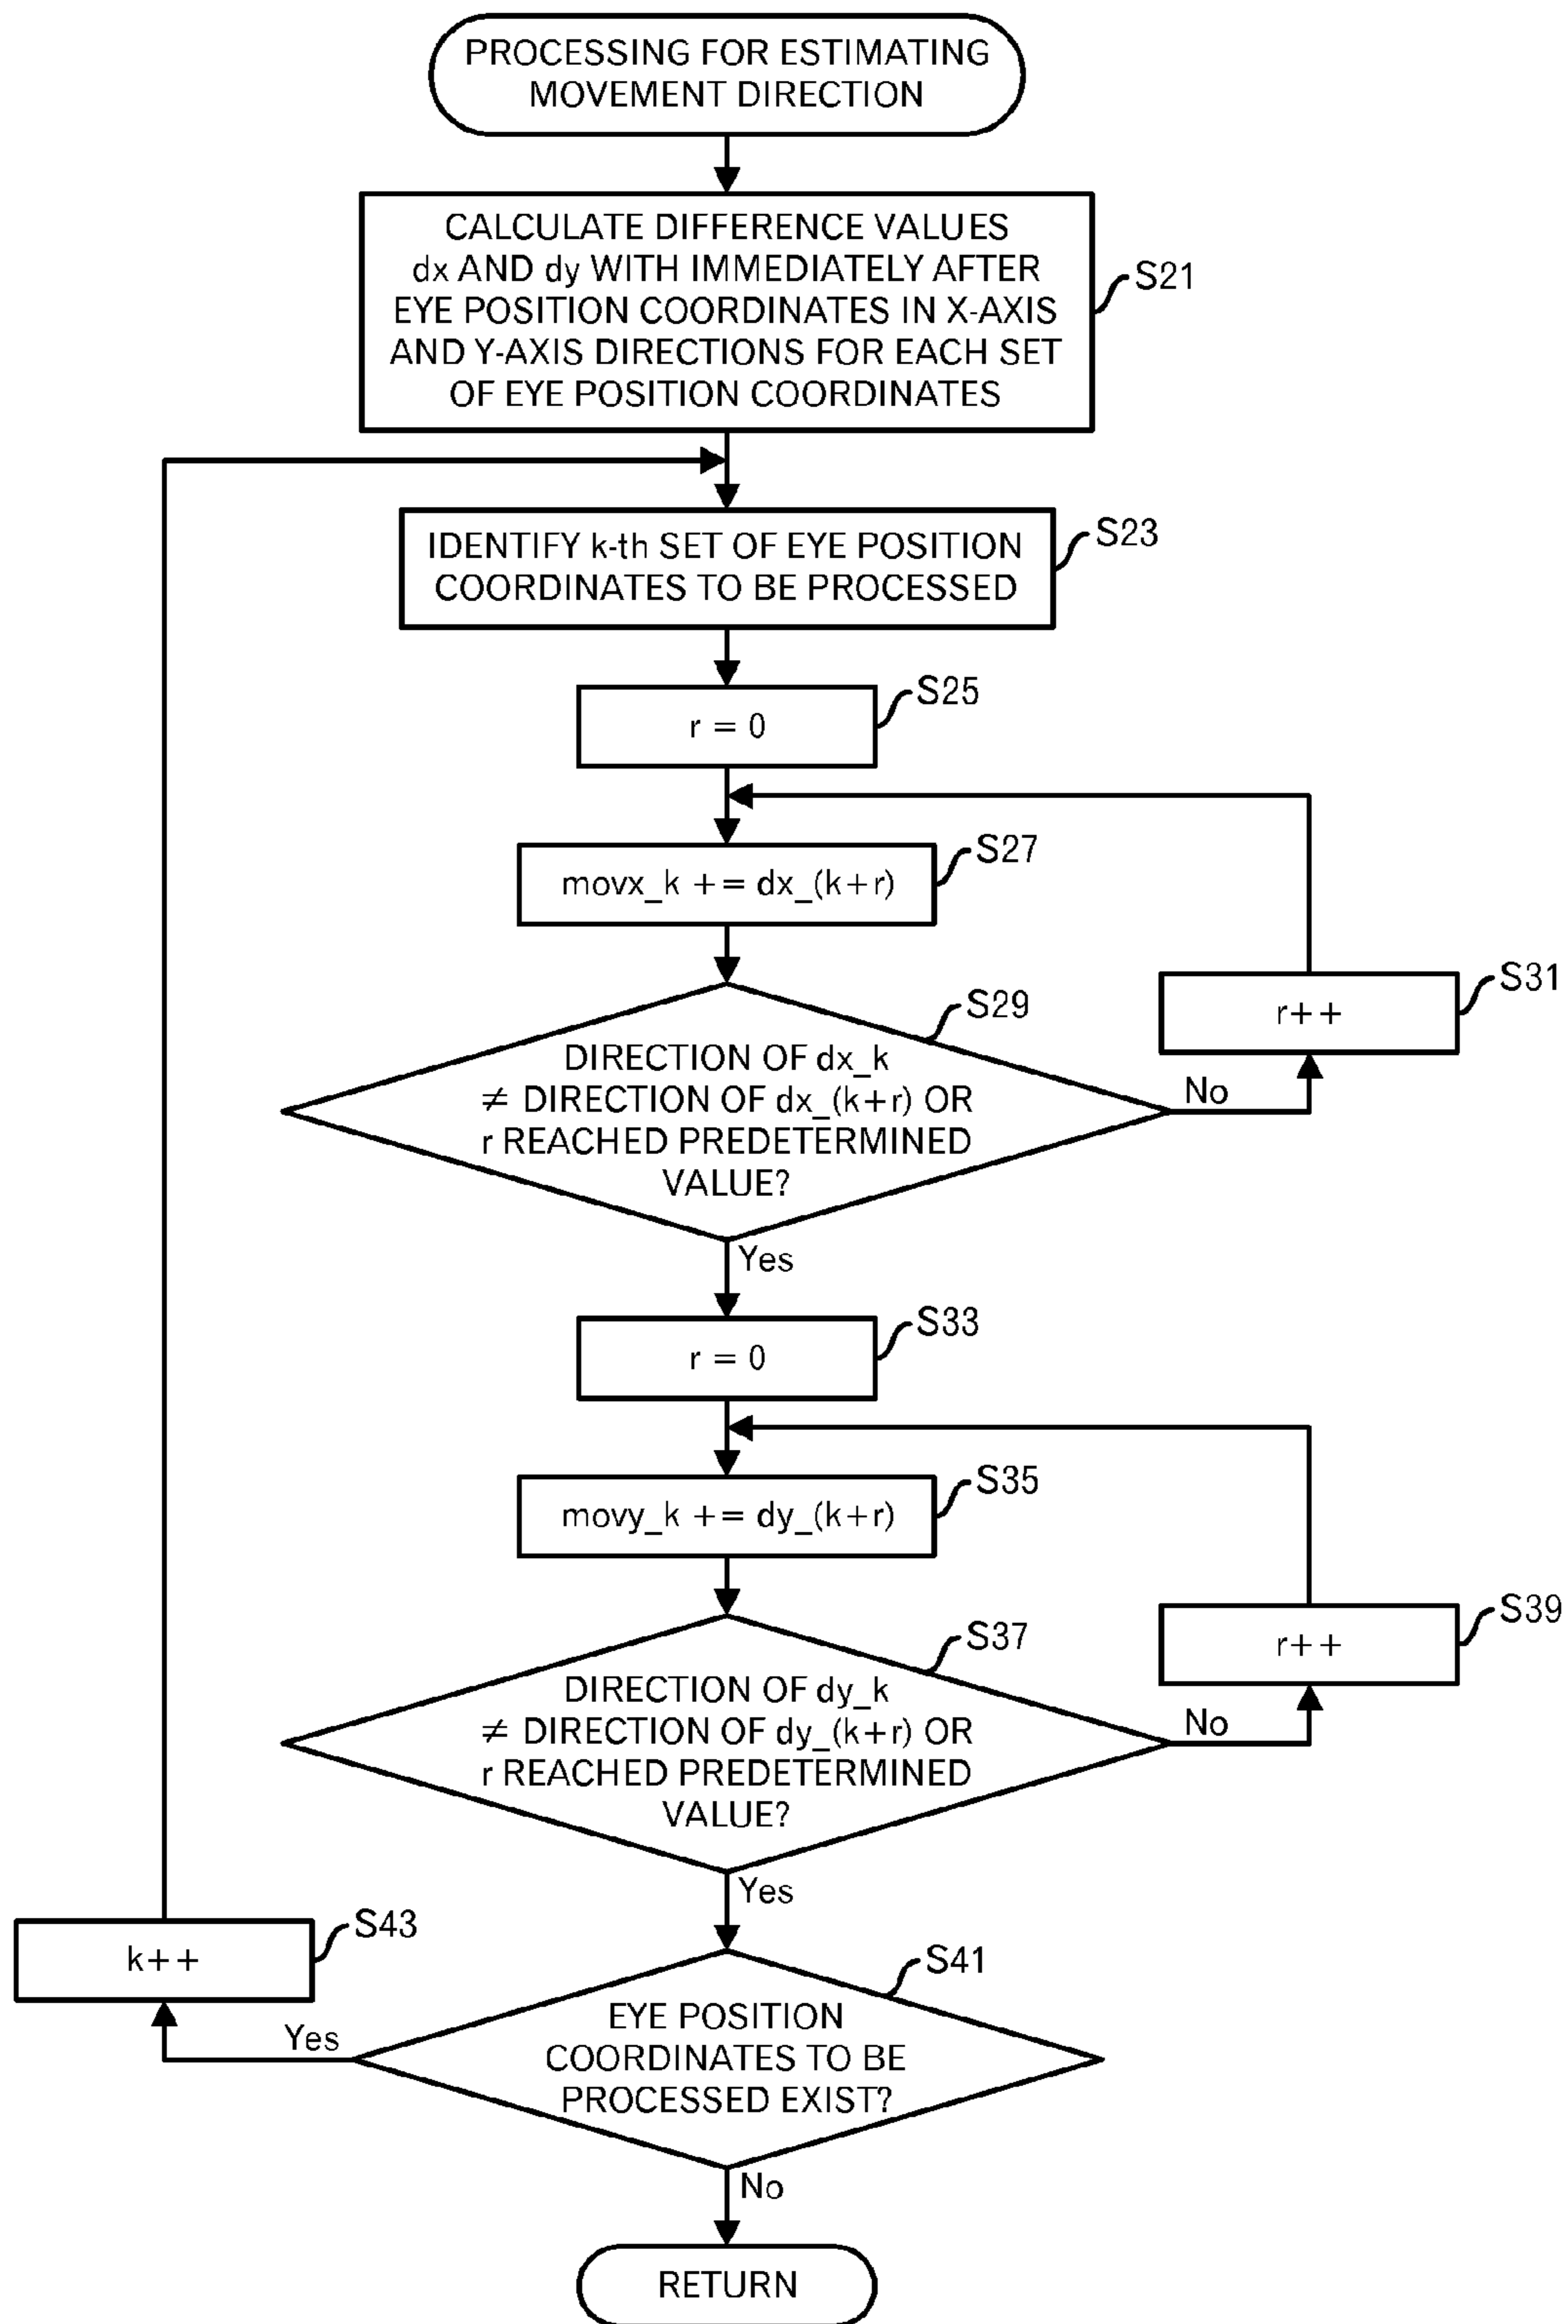 PROCESSING FOR ESTIMATING
MOVEMENT DIRECTION
CALCULATE DIFFERENCE VALUES
dx AND dy WITH IMMEDIATELY AFTER
EYE POSITION COORDINATES IN X-AXIS
AND Y-AXIS DIRECTIONS FOR EACH SET
OF EYE POSITION COORDINATES
S21
IDENTIFY k-th SET OF EYE POSITION
COORDINATES TO BE PROCESSED
S23
r = 0
S25
movx_k += dx_(k+r)
S27
DIRECTION OF dx_k
≠ DIRECTION OF dx_(k+r) OR
r REACHED PREDETERMINED
VALUE?
S29
No
r++
S31
Yes
r = 0
S33
movy_k += dy_(k+r)
S35
DIRECTION OF dy_k
≠ DIRECTION OF dy_(k+r) OR
r REACHED PREDETERMINED
VALUE?
S37
No
r++
S39
Yes
EYE POSITION
COORDINATES TO BE
PROCESSED EXIST?
S41
Yes
k++
S43
No
RETURN